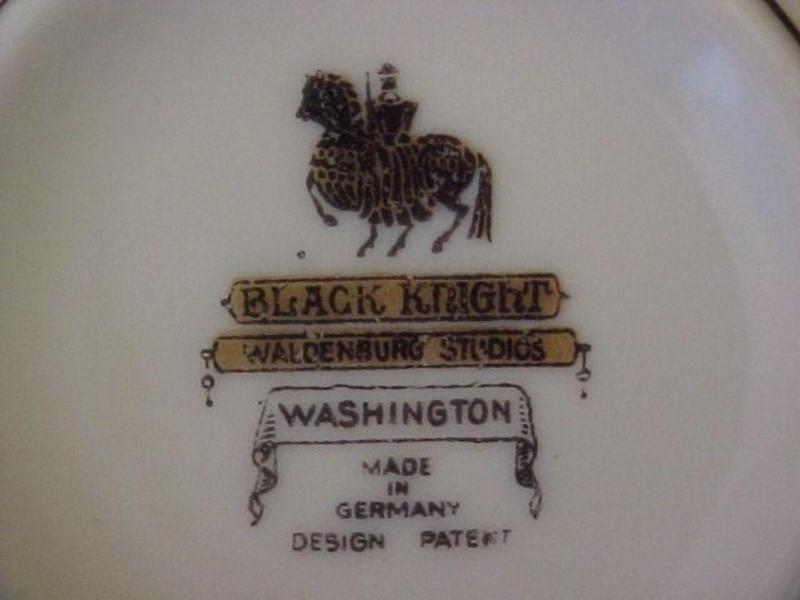 BLACK KNIGHT
WALDENBURG STUDIOS
WASHINGTON
MADE
IN
GERMANY
DESIGN PATENT